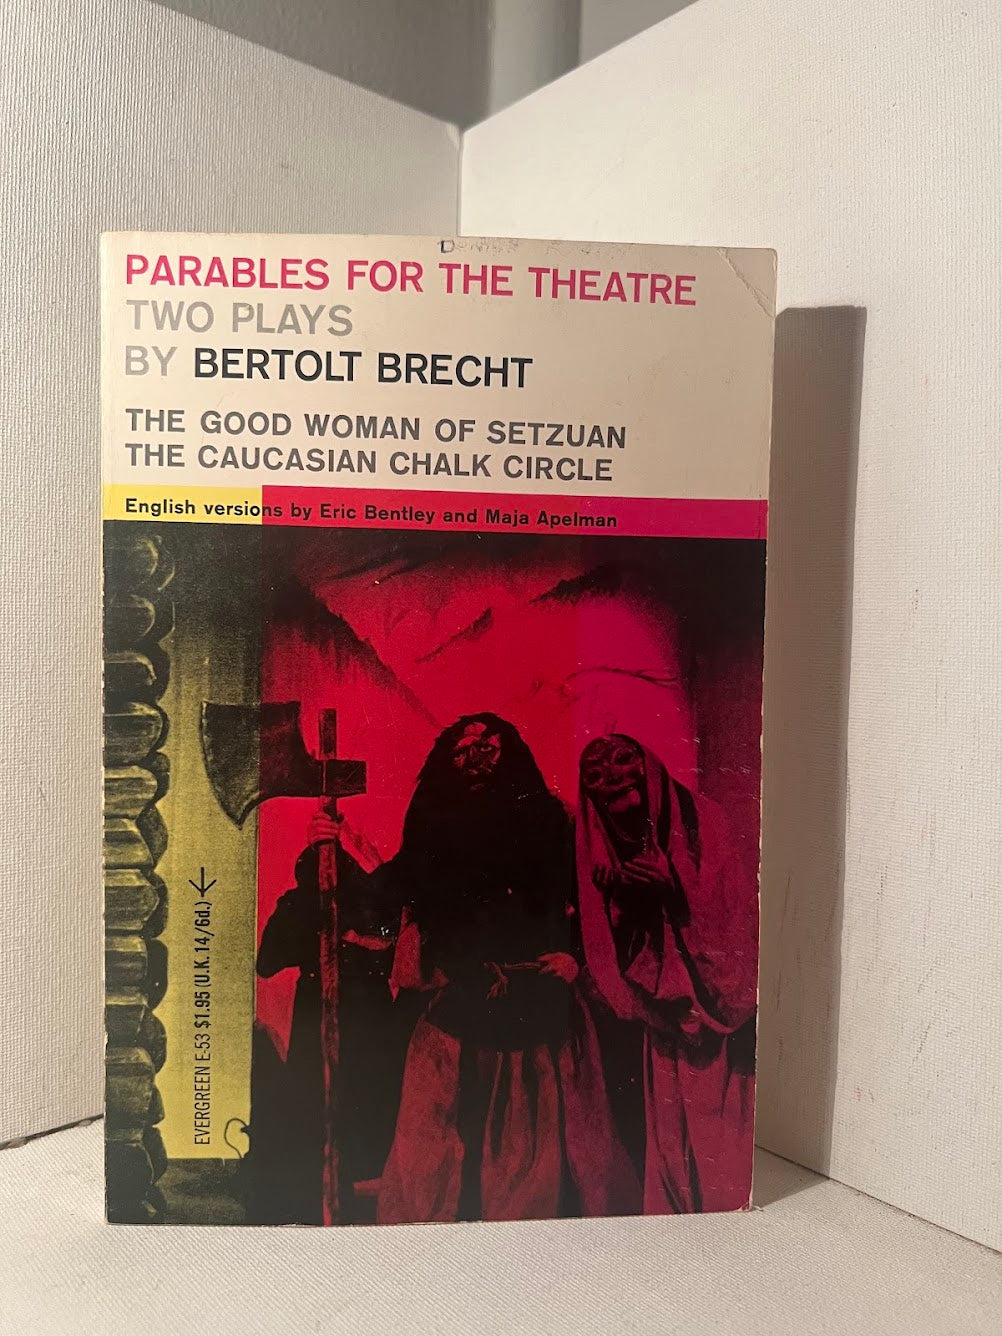 PARABLES FOR THE THEATRE
TWO PLAYS
BY BERTOLT BRECHT
THE GOOD WOMAN OF SETZUAN
THE CAUCASIAN CHALK CIRCLE
English versions by Eric Bentley and Maja Apelman
EVERGREEN E-53 $1.95 (U.K. 14/6d.)